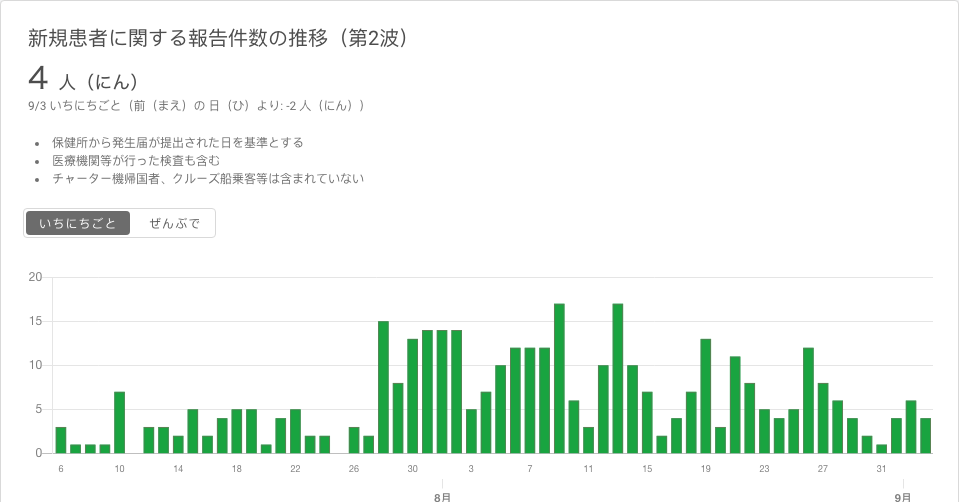 新規患者に関する報告件数の推移（第2波）
4 人（にん）
9/3 いちにちごと（前（まえ）の 日（ひ）より: -2 人（にん））
保健所から発生届が提出された日を基準とする
医療機関等が行った検査も含む
チャーター機帰国者、クルーズ船乗客等は含まれていない
いちにちごと ぜんぶで
20
15
10
5
0
6 10 14 18 22 26 30 3 7 11 15 19 23 27 31
8月 9月